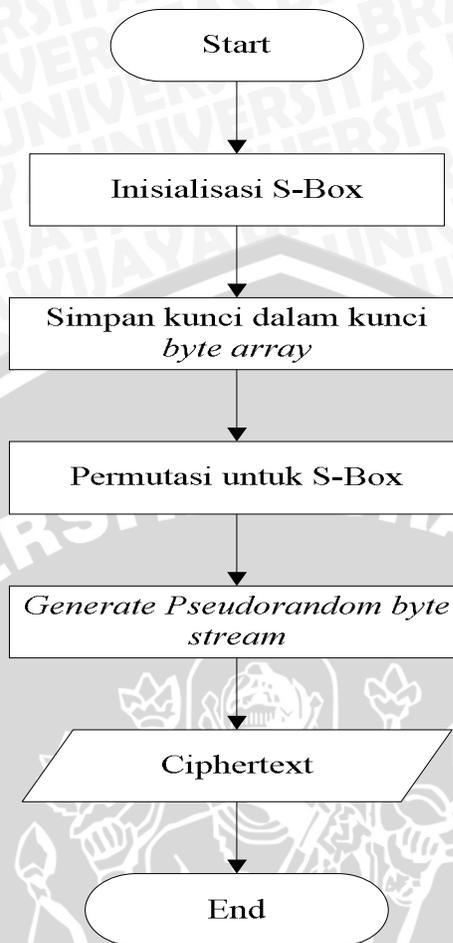 Start
Inisialisasi S-Box
Simpan kunci dalam kunci
byte array
Permutasi untuk S-Box
Generate Pseudorandom byte
stream
Ciphertext
End